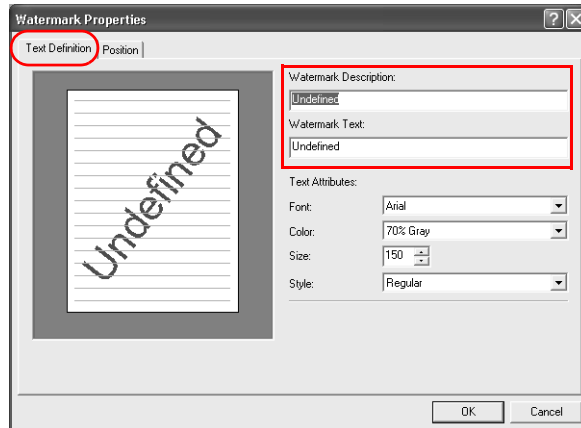 Watermark Properties
Text Definition
Position
Watermark Description:
Undefined
Watermark Text:
Undefined
Undefined
Text Attributes:
Font: Arial
Color: 70% Gray
Size: 150
Style: Regular
OK Cancel